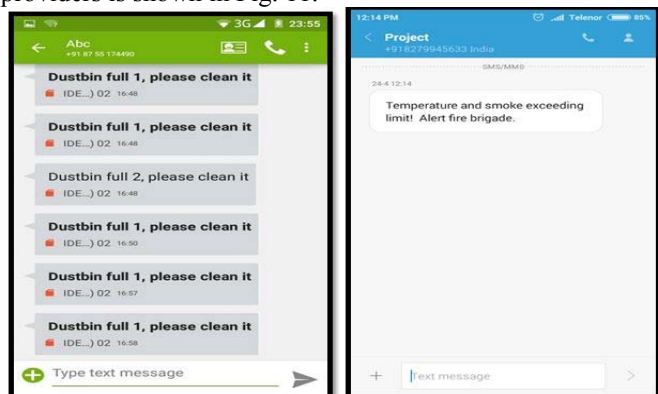 providers is shown in Fig. 11.
3G 23:55
Abc
+91 87 55 174490
Dustbin full 1, please clean it
IDE...) 02 16:48
Dustbin full 1, please clean it
IDE...) 02 16:48
Dustbin full 2, please clean it
IDE...) 02 16:48
Dustbin full 1, please clean it
IDE...) 02 16:50
Dustbin full 1, please clean it
IDE...) 02 16:57
Dustbin full 1, please clean it
IDE...) 02 16:58
Type text message
12:14 PM Telenor 85%
Project
+918279945633 India
SMS/MMS
24-4 12:14
Temperature and smoke exceeding
limit! Alert fire brigade.
Text message